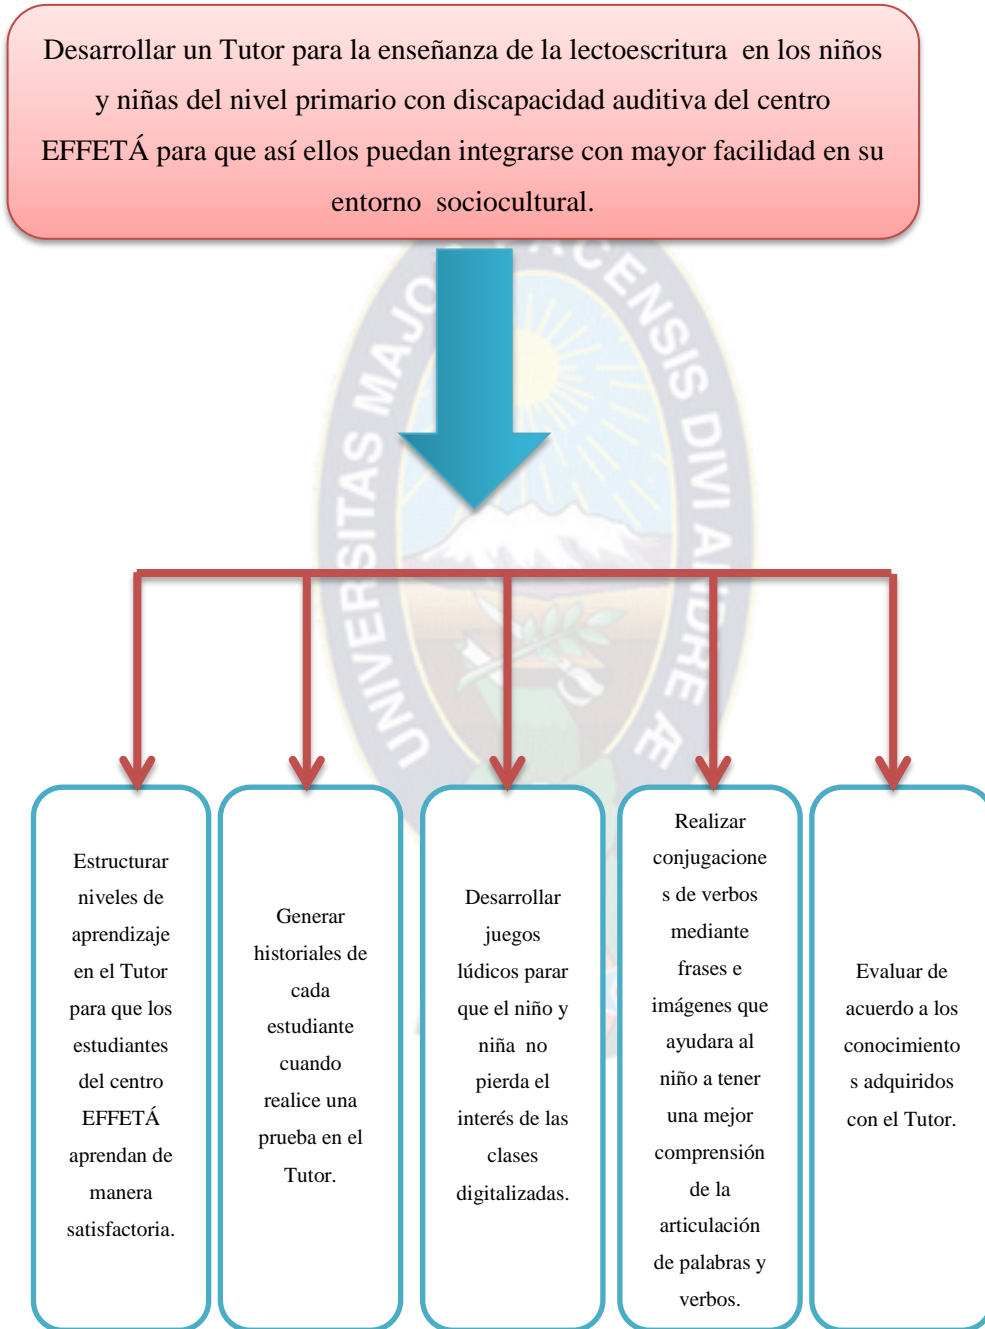 Desarrollar un Tutor para la enseñanza de la lectoescritura en los niños
y niñas del nivel primario con discapacidad auditiva del centro
EFFETÁ para que así ellos puedan integrarse con mayor facilidad en su
entorno sociocultural.
UNIVERSITAS MAJOR PACENSIS DIVI ANDRE Æ
Estructurar
niveles de
aprendizaje
en el Tutor
para que los
estudiantes
del centro
EFFETÁ
aprendan de
manera
satisfactoria.
Generar
historiales de
cada
estudiante
cuando
realice una
prueba en el
Tutor.
Desarrollar
juegos
lúdicos parar
que el niño y
niña no
pierda el
interés de las
clases
digitalizadas.
Realizar
conjugacione
s de verbos
mediante
frases e
imágenes que
ayudara al
niño a tener
una mejor
comprensión
de la
articulación
de palabras y
verbos.
Evaluar de
acuerdo a los
conocimiento
s adquiridos
con el Tutor.